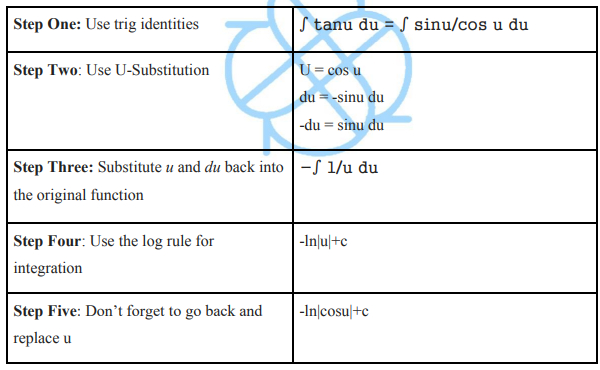 Step One: Use trig identities
∫ tanu du = ∫ sinu/cos u du
Step Two: Use U-Substitution
U = cos u
du = -sinu du
-du = sinu du
Step Three: Substitute u and du back into
the original function
−∫ 1/u du
Step Four: Use the log rule for
integration
-ln|u|+c
Step Five: Don’t forget to go back and
replace u
-ln|cosu|+c